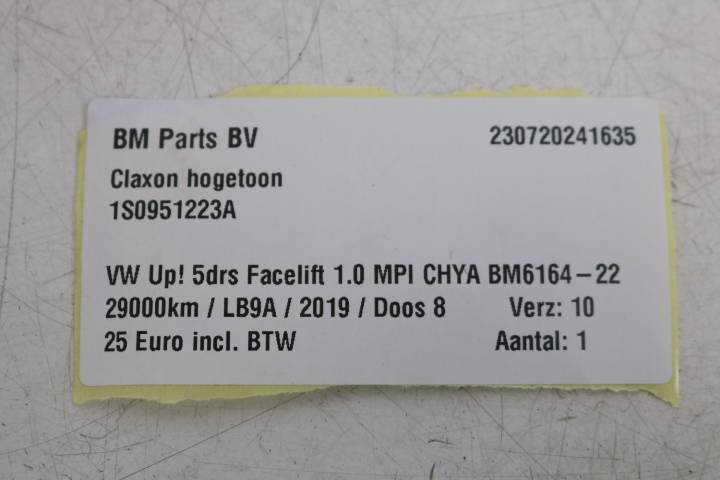 BM Parts BV 230720241635
Claxon hogetoon
1S0951223A
VW Up! 5drs Facelift 1.0 MPI CHYA BM6164-22
29000km / LB9A / 2019 / Doos 8 Verz: 10
25 Euro incl. BTW Aantal: 1